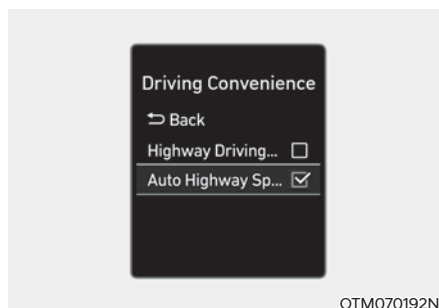 Driving Convenience
Back
Highway Driving...
Auto Highway Sp...
OTM070192N